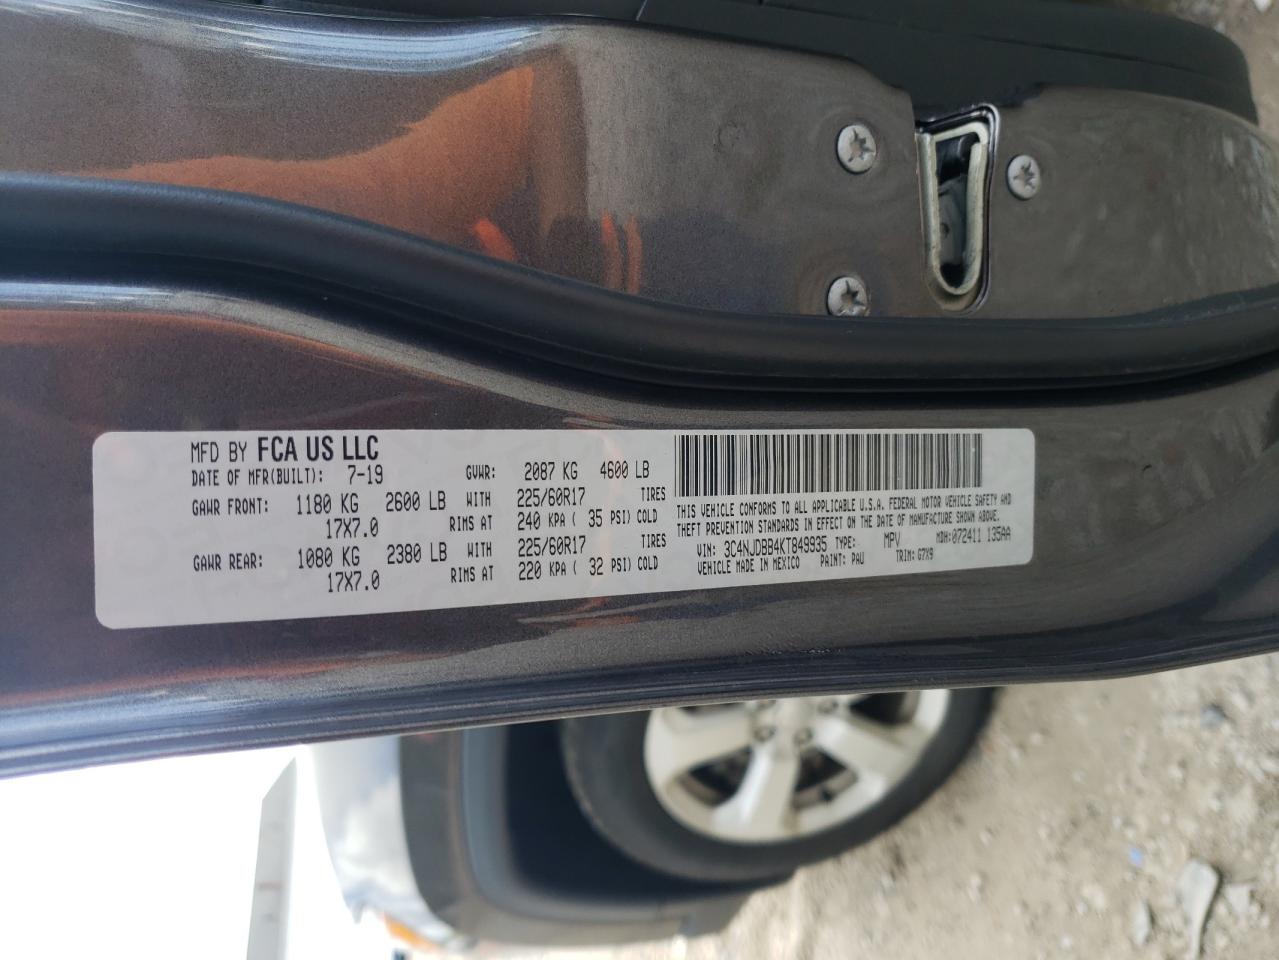 MFD BY FCA US LLC
DATE OF MFR(BUILT): 7-19 GVWR: 2087 KG 4600 LB
GAWR FRONT: 1180 KG 2600 LB WITH 225/60R17 TIRES
17X7.0 RIMS AT 240 KPA ( 35 PSI) COLD
GAWR REAR: 1080 KG 2380 LB WITH 225/60R17 TIRES
17X7.0 RIMS AT 220 KPA ( 32 PSI) COLD
THIS VEHICLE CONFORMS TO ALL APPLICABLE U.S.A. FEDERAL MOTOR VEHICLE SAFETY AND
THEFT PREVENTION STANDARDS IN EFFECT ON THE DATE OF MANUFACTURE SHOWN ABOVE.
VIN: 3C4NJDBB4KT849935 TYPE: MPV MDH:072411 135AA
VEHICLE MADE IN MEXICO PAINT: PAU TRIM: G7X9